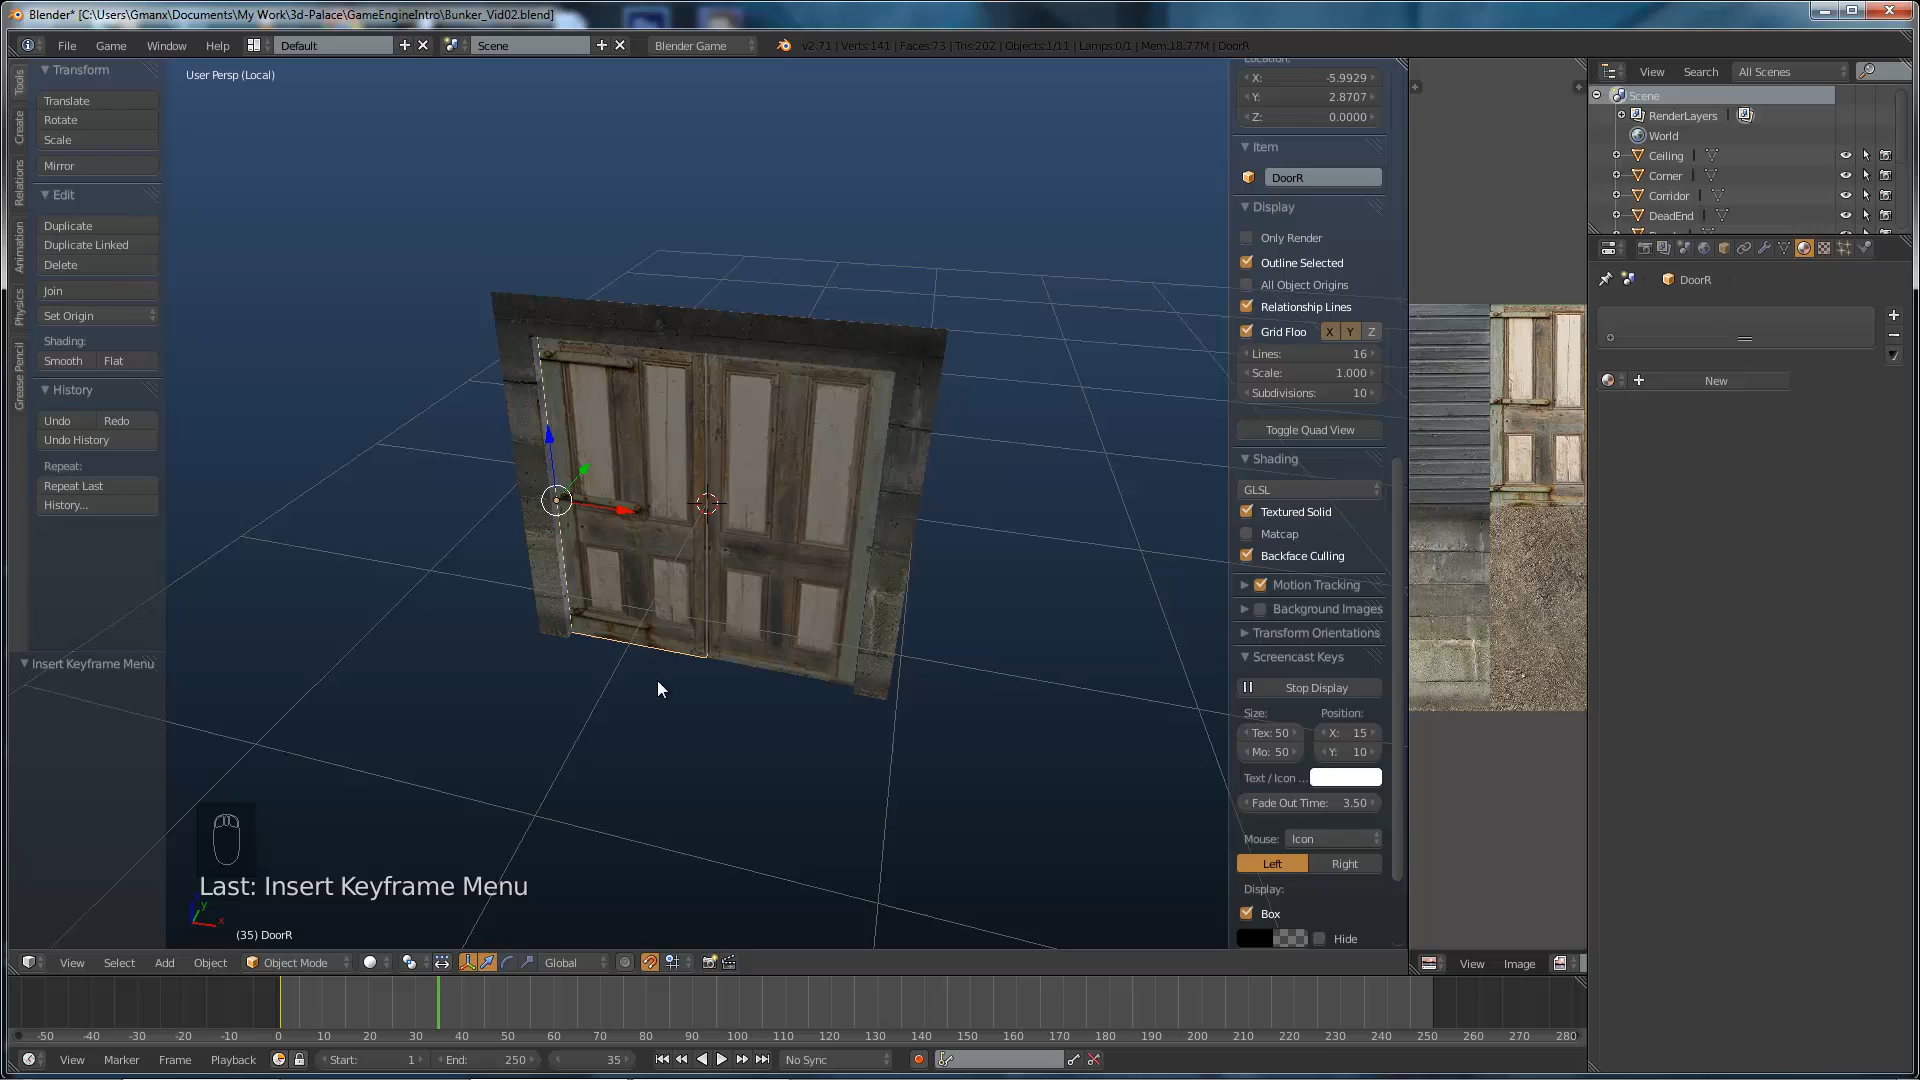 Blender* [C:\Users\Gmanx\Documents\My Work\3d-Palace\GameEngineIntro\Bunker_Vid02.blend]
File Game Window Help Default Scene Blender Game v2.71 | Verts:141 | Faces:73 | Tris:202 | Objects:1/11 | Lamps:0/1 | Mem:18.77M | DoorR
Tools
Create
Relations
Animation
Physics
Grease Pencil
Transform
Translate
Rotate
Scale
Mirror
Edit
Duplicate
Duplicate Linked
Delete
Join
Set Origin
Shading:
Smooth Flat
History
Undo Redo
Undo History
Repeat:
Repeat Last
History...
Insert Keyframe Menu
User Persp (Local)
Last: Insert Keyframe Menu
y
x
(35) DoorR
Location:
X: -5.9929
Y: 2.8707
Z: 0.0000
Item
DoorR
Display
Only Render
Outline Selected
All Object Origins
Relationship Lines
Grid Floo X Y Z
Lines: 16
Scale: 1.000
Subdivisions: 10
Toggle Quad View
Shading
GLSL
Textured Solid
Matcap
Backface Culling
Motion Tracking
Background Images
Transform Orientations
Screencast Keys
Stop Display
Size: Position:
Tex: 50 X: 15
Mo: 50 Y: 10
Text / Icon ...
Fade Out Time: 3.50
Mouse: Icon
Left Right
Display:
Box
Hide
View Search All Scenes
Scene
RenderLayers
World
Ceiling
Corner
Corridor
DeadEnd
DoorR
New
View Select Add Object Object Mode Global
View Image
-50 -40 -30 -20 -10 0 10 20 30 40 50 60 70 80 90 100 110 120 130 140 150 160 170 180 190 200 210 220 230 240 250 260 270 280
View Marker Frame Playback Start: 1 End: 250 35 No Sync